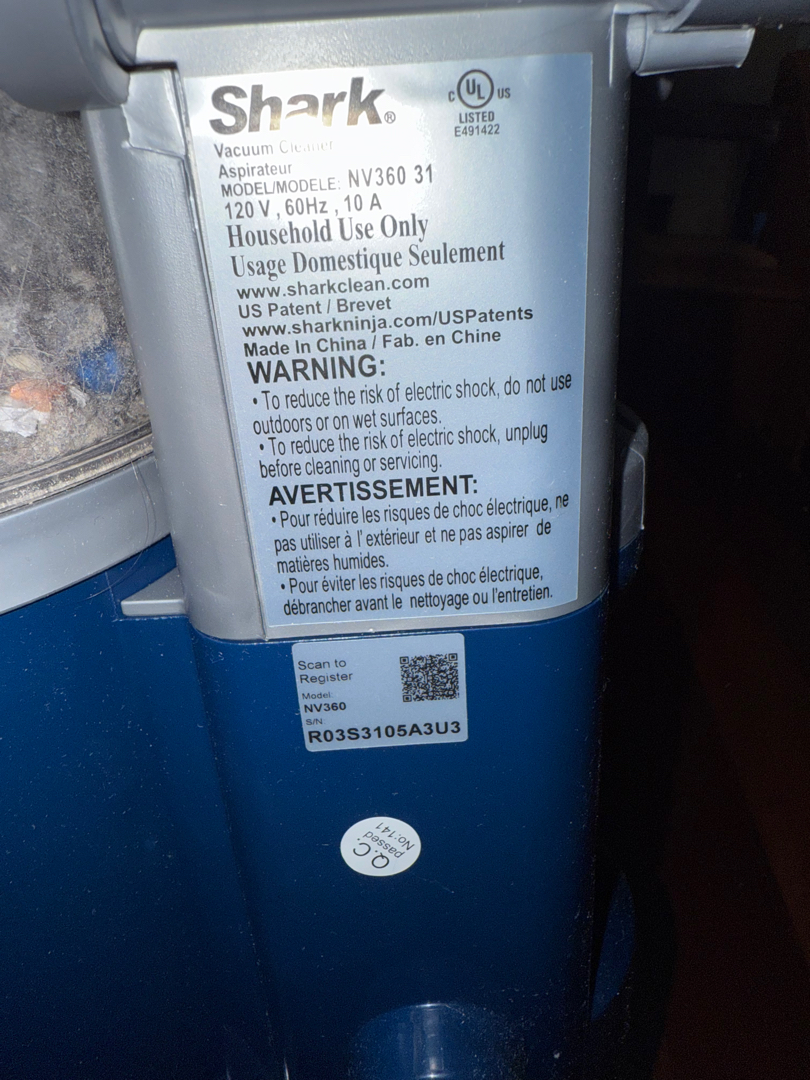 Shark®
C UL US
LISTED
E491422
Vacuum Cleaner
Aspirateur
MODEL/MODELE: NV360 31
120 V , 60Hz , 10 A
Household Use Only
Usage Domestique Seulement
www.sharkclean.com
US Patent / Brevet
www.sharkninja.com/USPatents
Made In China / Fab. en Chine
WARNING:
• To reduce the risk of electric shock, do not use
outdoors or on wet surfaces.
• To reduce the risk of electric shock, unplug
before cleaning or servicing.
AVERTISSEMENT:
• Pour réduire les risques de choc électrique, ne
pas utiliser à l'extérieur et ne pas aspirer de
matières humides.
• Pour éviter les risques de choc électrique,
débrancher avant le nettoyage ou l'entretien.
Scan to
Register
Model:
NV360
S/N:
R03S3105A3U3
Q.C.
passed
No:141